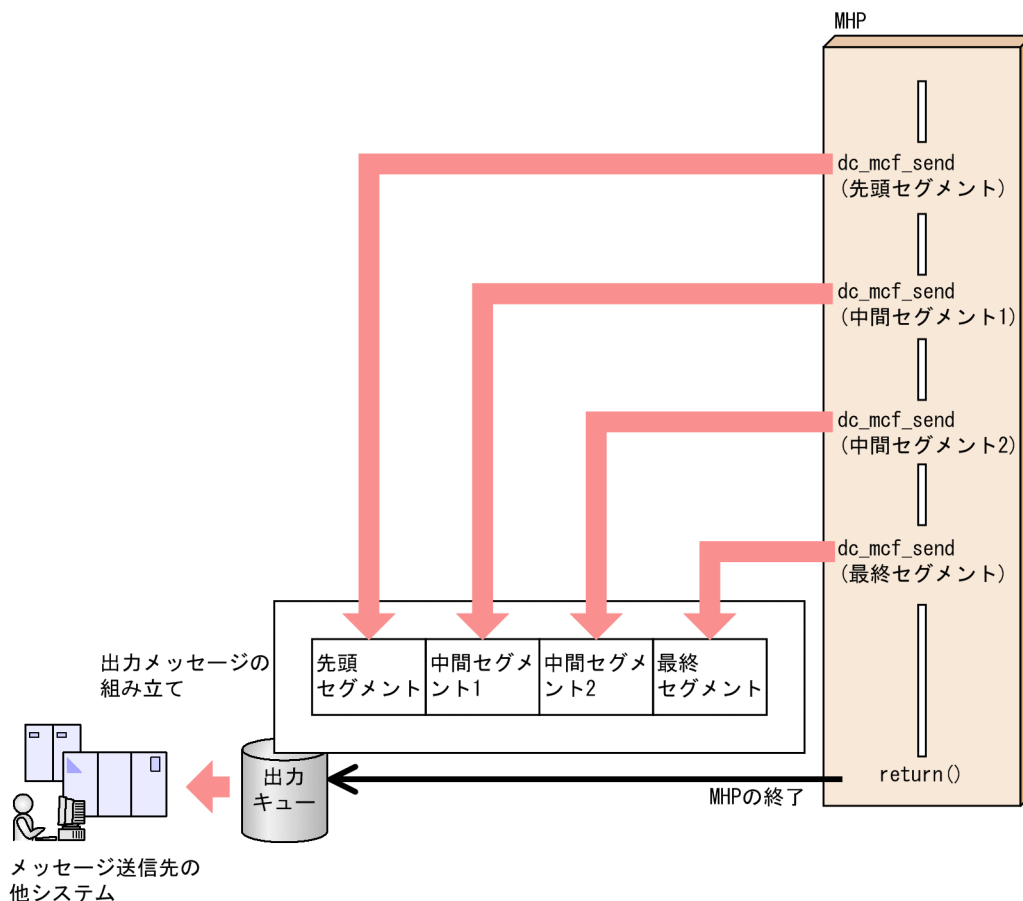 MHP
dc_mcf_send
(先頭セグメント)
dc_mcf_send
(中間セグメント1)
dc_mcf_send
(中間セグメント2)
dc_mcf_send
(最終セグメント)
出力メッセージの
組み立て
先頭
セグメント
中間セグメ
ント1
中間セグメ
ント2
最終
セグメント
出力
キュー
return()
MHPの終了
メッセージ送信先の
他システム